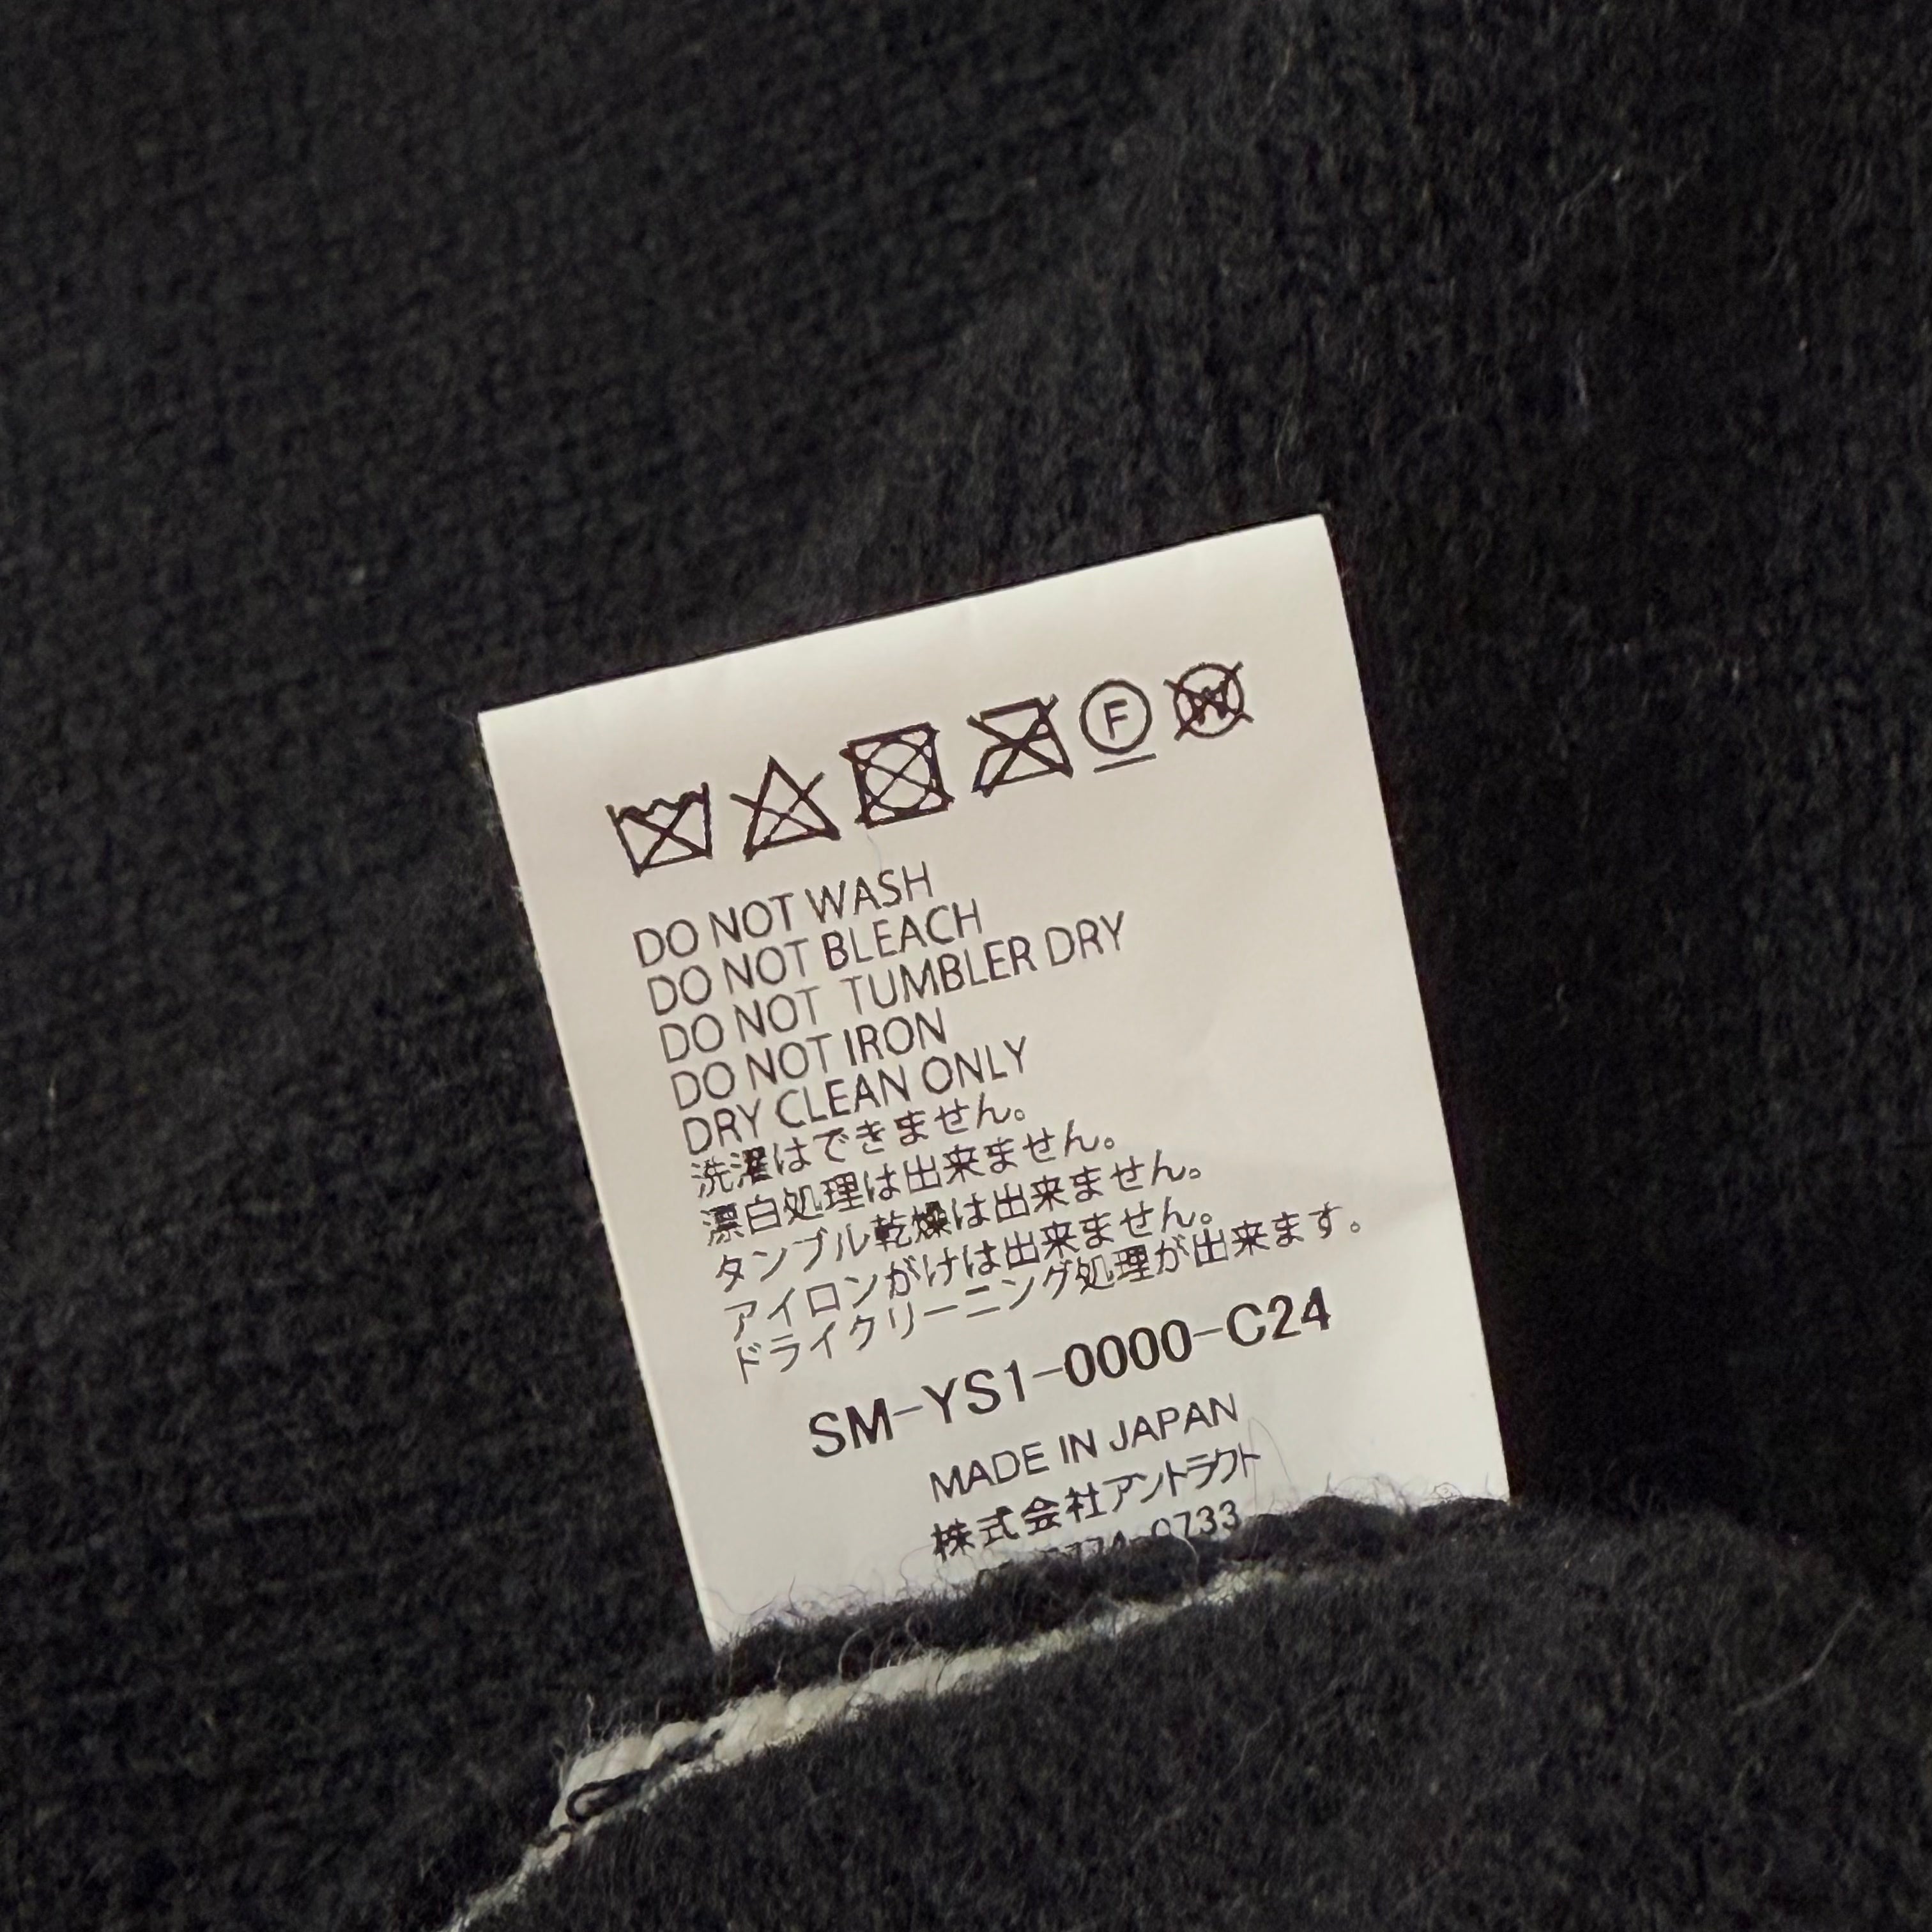 F W
DO NOT WASH
DO NOT BLEACH
DO NOT TUMBLER DRY
DO NOT IRON
DRY CLEAN ONLY
洗濯はできません。
漂白処理は出来ません。
タンブル乾燥は出来ません。
アイロンがけは出来ません。
ドライクリーニング処理が出来ます。
SM-YS1-0000-C24
MADE IN JAPAN
株式会社アントラクト
0733